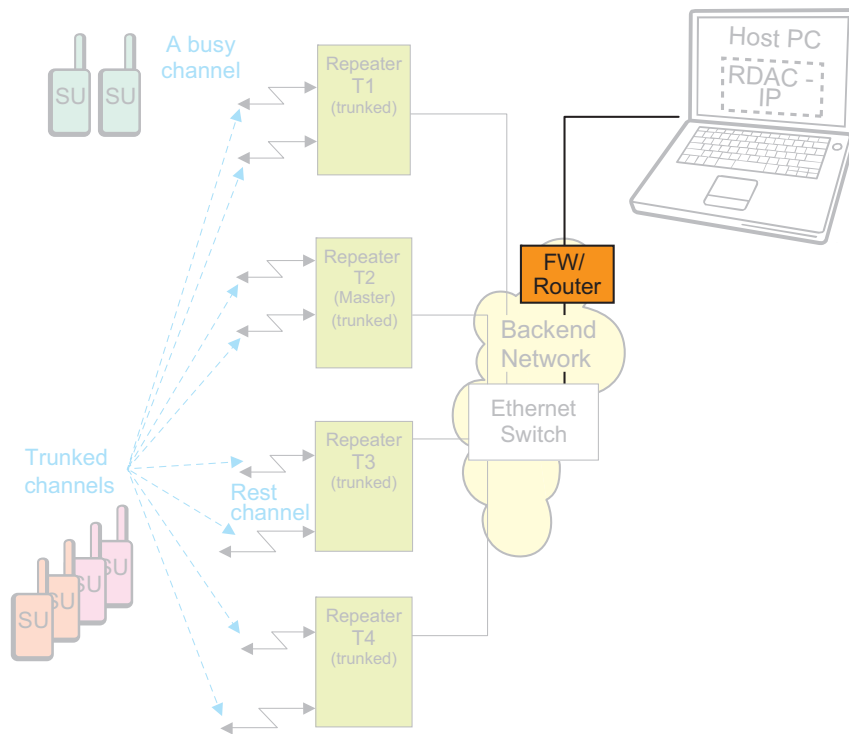 A busy
channel
SU SU
Repeater
T1
(trunked)
Host PC
RDAC -
IP
Repeater
T2
(Master)
(trunked)
FW/
Router
Backend
Network
Ethernet
Switch
Repeater
T3
(trunked)
Trunked
channels
Rest
channel
SU
SU
SU
SU
Repeater
T4
(trunked)